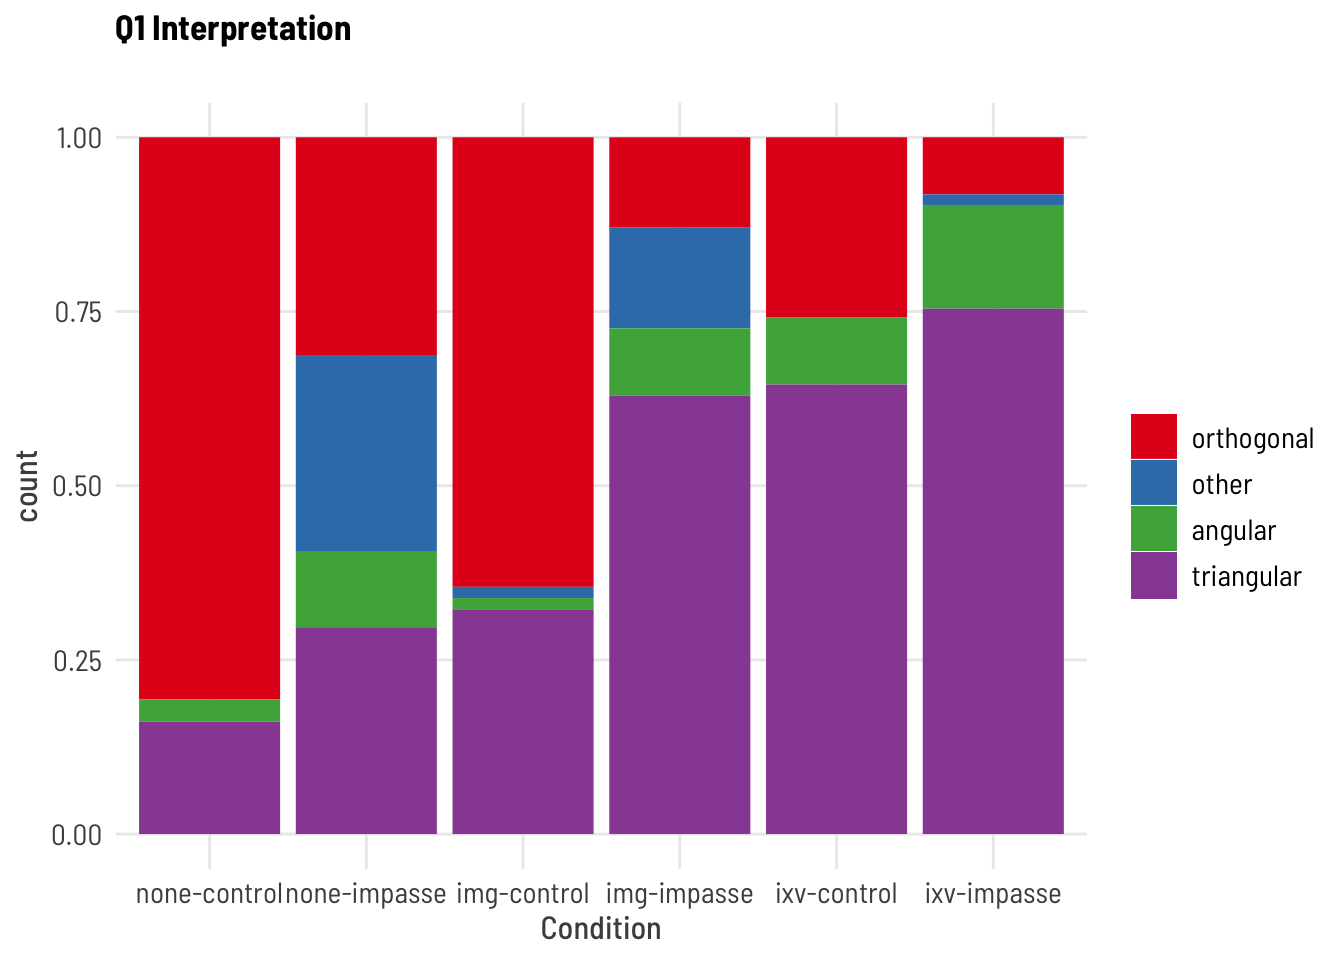 Q1 Interpretation
1.00
0.75
0.50
0.25
0.00
count
none-control none-impasse img-control img-impasse ixv-control ixv-impasse
Condition
orthogonal
other
angular
triangular